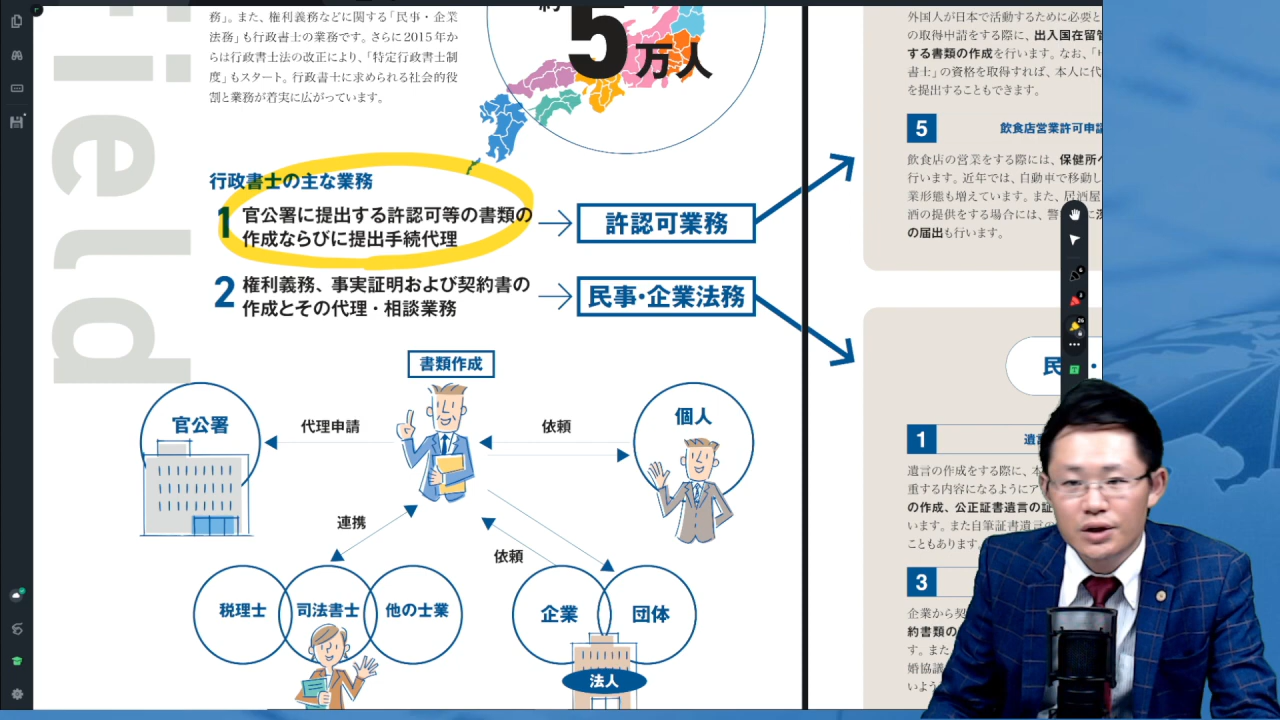 ield
務」。また、権利義務などに関する「民事・企業
法務」も行政書士の業務です。さらに2015年か
らは行政書士法の改正により、「特定行政書士制
度」もスタート。行政書士に求められる社会的役
割と業務が着実に広がっています。
約
5万人
行政書士の主な業務
1 官公署に提出する許認可等の書類の
作成ならびに提出手続代理
許認可業務
2 権利義務、事実証明および契約書の
作成とその代理・相談業務
民事・企業法務
書類作成
官公署
代理申請
依頼
個人
連携
依頼
税理士
司法書士
他の士業
企業
団体
法人
外国人が日本で活動するために必要と
の取得申請をする際に、出入国在留管
する書類の作成を行います。なお、「
書士」の資格を取得すれば、本人に代
を提出することもできます。
5
飲食店営業許可申請
飲食店の営業をする際には、保健所へ
行います。近年では、自動車で移動し
業形態も増えています。また、居酒屋
酒の提供をする場合には、警
の届出も行います。
民・
1
遺言
遺言の作成をする際に、本
重する内容になるようにア
の作成、公正証書遺言の証
います。また自筆証書遺言の
こともあります。
3
企業から契
約書類の
す。また
婚協議
いよう